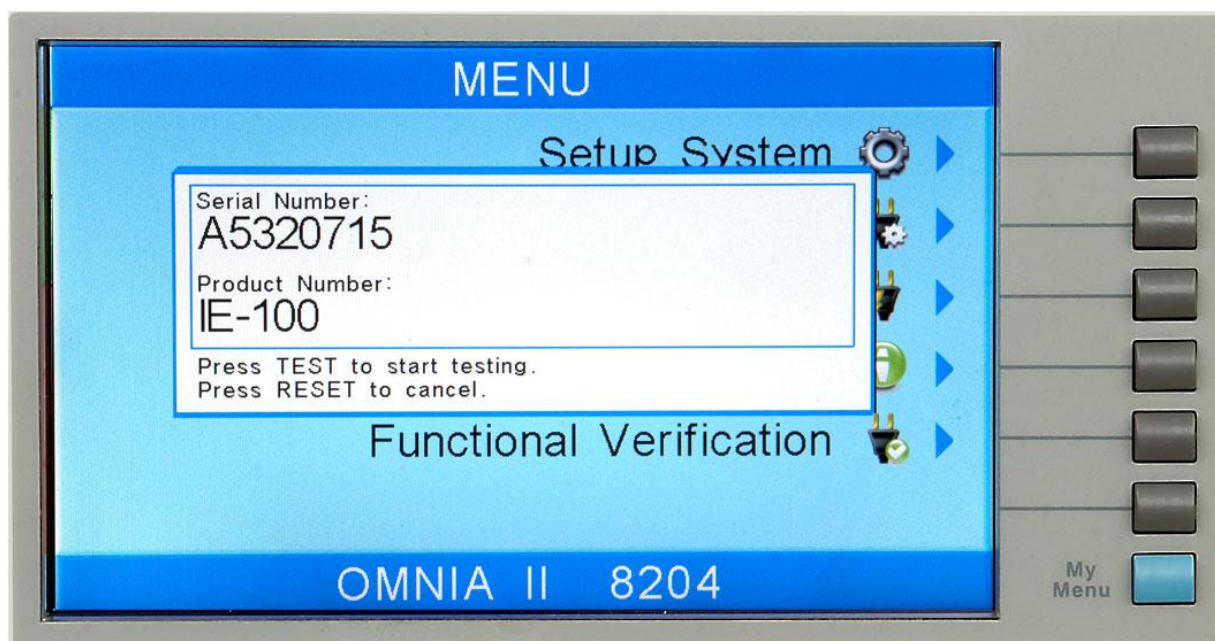 MENU
Setup System
Serial Number:
A5320715
Product Number:
IE-100
Press TEST to start testing.
Press RESET to cancel.
Functional Verification
OMNIA II 8204
My
Menu